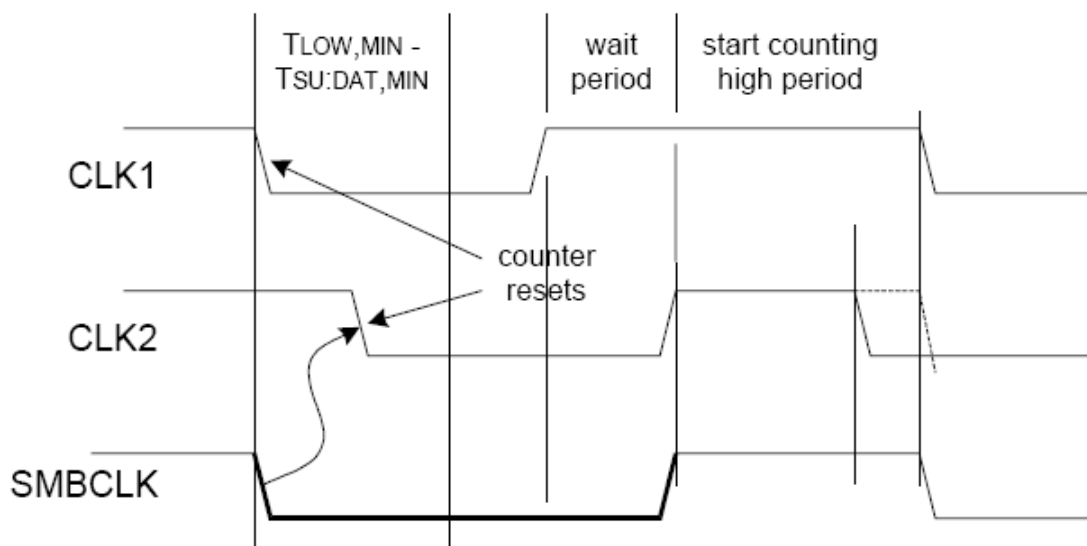 TLOW,MIN -
TSU:DAT,MIN
wait
period
start counting
high period
CLK1
counter
resets
CLK2
SMBCLK